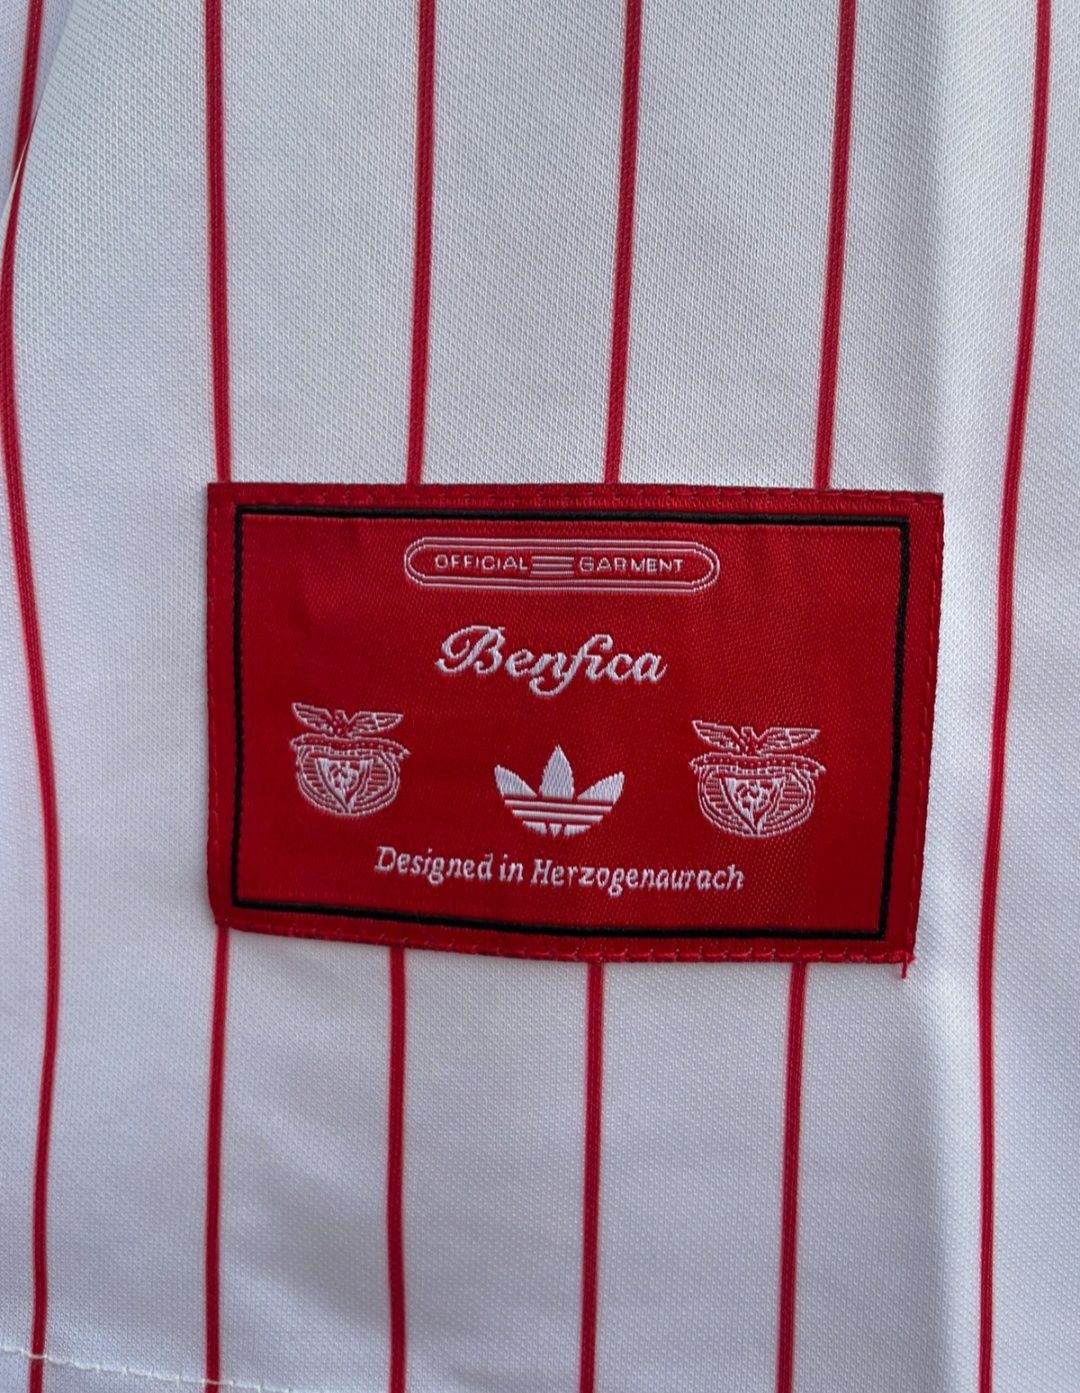 OFFICIAL GARMENT
Benfica
Designed in Herzogenaurach